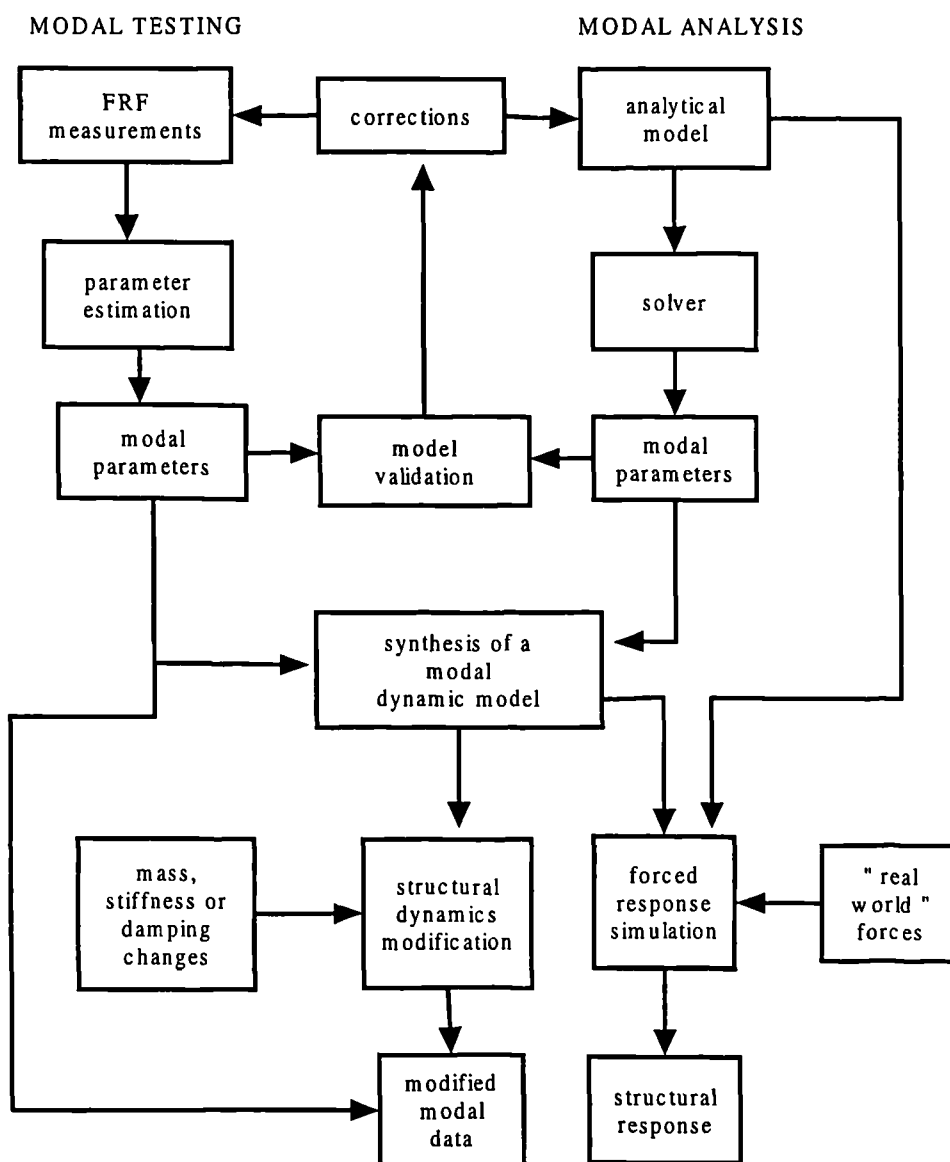 MODAL TESTING
MODAL ANALYSIS
FRF
measurements
corrections
analytical
model
parameter
estimation
solver
modal
parameters
model
validation
modal
parameters
synthesis of a
modal
dynamic model
mass,
stiffness or
damping
changes
structural
dynamics
modification
forced
response
simulation
" real
world "
forces
modified
modal
data
structural
response